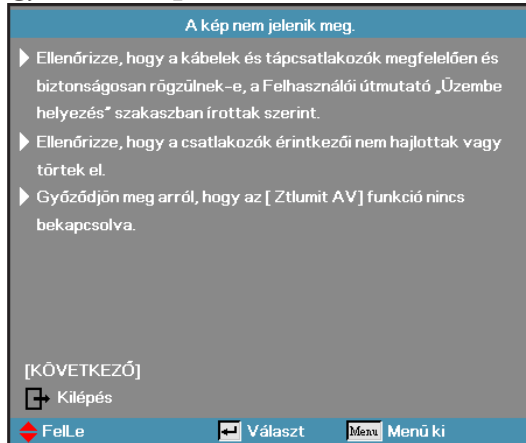 A kép nem jelenik meg.
Ellenőrizze, hogy a kábelek és tápcsatlakozók megfelelően és
biztonságosan rögzülnek-e, a Felhasználói útmutató „Üzembe
helyezés” szakaszban írottak szerint.
Ellenőrizze, hogy a csatlakozók érintkezői nem hajlottak vagy
törtek el.
Győződjön meg arról, hogy az [ Ztlumit AV] funkció nincs
bekapcsolva.
[KÖVETKEZŐ]
Kilépés
FelLe Választ Menu Menü ki